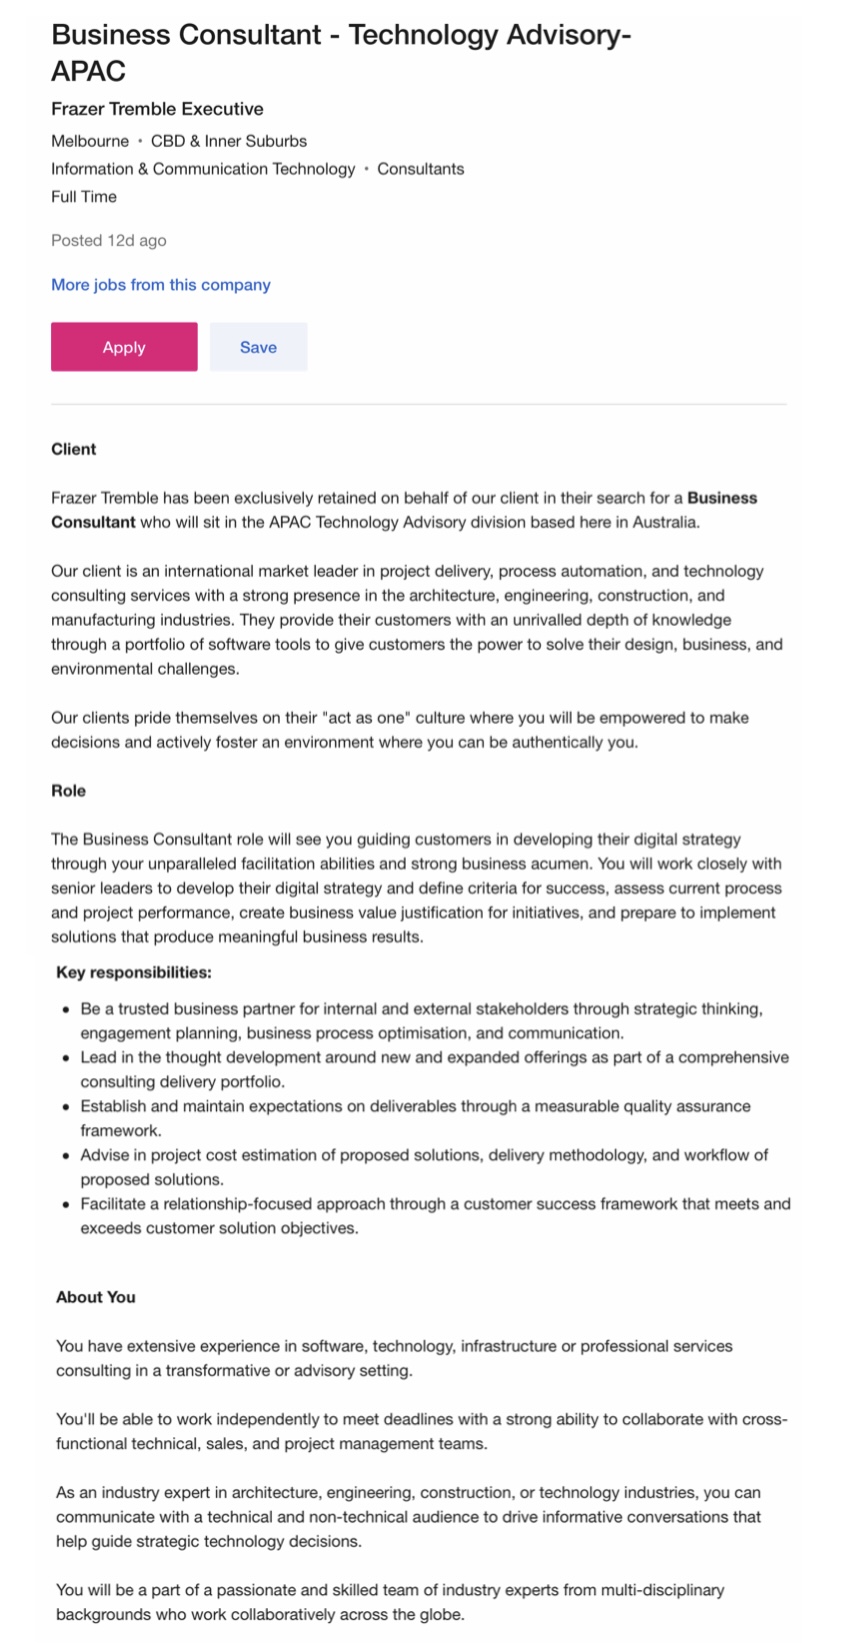 Business Consultant - Technology Advisory-
APAC
Frazer Tremble Executive
Melbourne • CBD & Inner Suburbs
Information & Communication Technology • Consultants
Full Time
Posted 12d ago
More jobs from this company
Apply Save
Client
Frazer Tremble has been exclusively retained on behalf of our client in their search for a Business
Consultant who will sit in the APAC Technology Advisory division based here in Australia.
Our client is an international market leader in project delivery, process automation, and technology
consulting services with a strong presence in the architecture, engineering, construction, and
manufacturing industries. They provide their customers with an unrivalled depth of knowledge
through a portfolio of software tools to give customers the power to solve their design, business, and
environmental challenges.
Our clients pride themselves on their "act as one" culture where you will be empowered to make
decisions and actively foster an environment where you can be authentically you.
Role
The Business Consultant role will see you guiding customers in developing their digital strategy
through your unparalleled facilitation abilities and strong business acumen. You will work closely with
senior leaders to develop their digital strategy and define criteria for success, assess current process
and project performance, create business value justification for initiatives, and prepare to implement
solutions that produce meaningful business results.
Key responsibilities:
• Be a trusted business partner for internal and external stakeholders through strategic thinking,
engagement planning, business process optimisation, and communication.
• Lead in the thought development around new and expanded offerings as part of a comprehensive
consulting delivery portfolio.
• Establish and maintain expectations on deliverables through a measurable quality assurance
framework.
• Advise in project cost estimation of proposed solutions, delivery methodology, and workflow of
proposed solutions.
• Facilitate a relationship-focused approach through a customer success framework that meets and
exceeds customer solution objectives.
About You
You have extensive experience in software, technology, infrastructure or professional services
consulting in a transformative or advisory setting.
You'll be able to work independently to meet deadlines with a strong ability to collaborate with cross-
functional technical, sales, and project management teams.
As an industry expert in architecture, engineering, construction, or technology industries, you can
communicate with a technical and non-technical audience to drive informative conversations that
help guide strategic technology decisions.
You will be a part of a passionate and skilled team of industry experts from multi-disciplinary
backgrounds who work collaboratively across the globe.